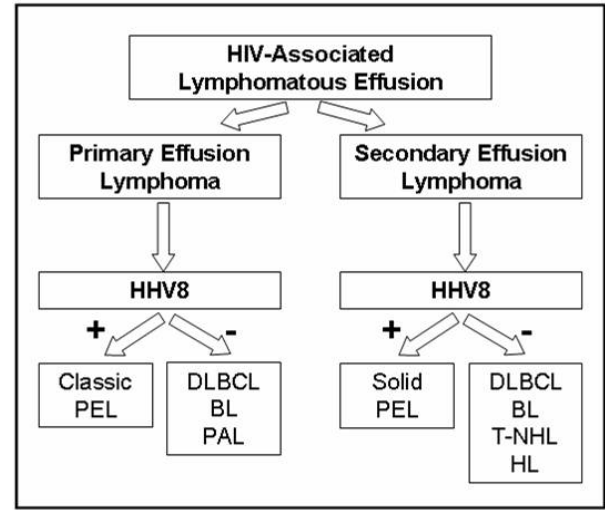 HIV-Associated
Lymphomatous Effusion
Primary Effusion
Lymphoma
Secondary Effusion
Lymphoma
HHV8
HHV8
+
-
+
-
Classic
PEL
DLBCL
BL
PAL
Solid
PEL
DLBCL
BL
T-NHL
HL